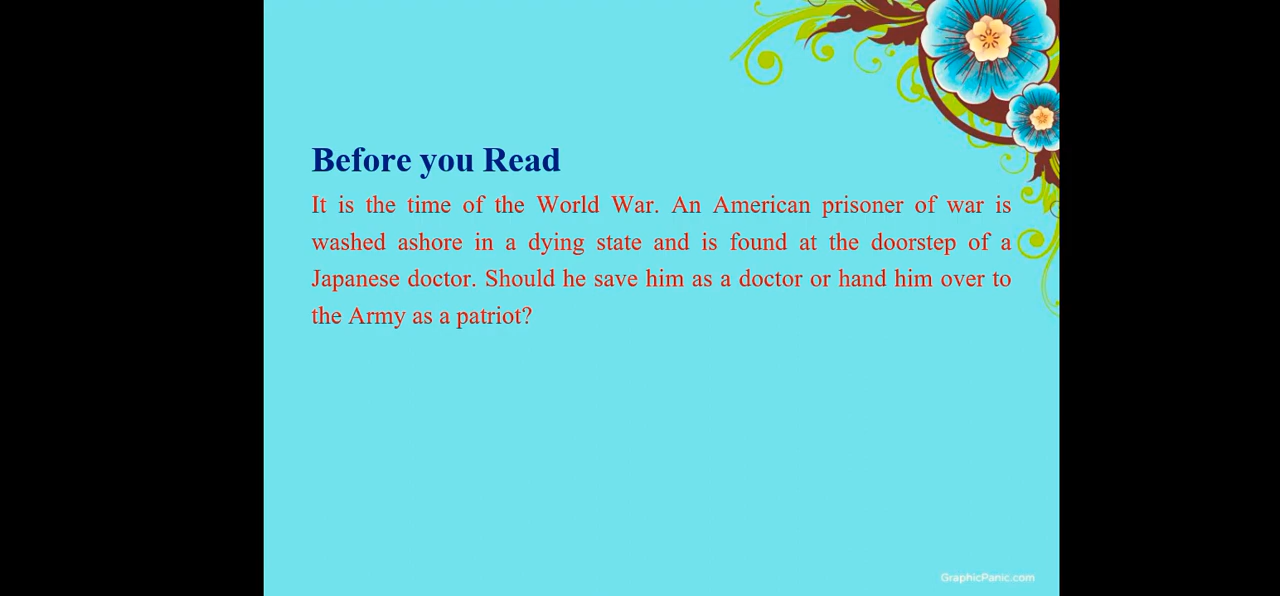 Before you Read
It is the time of the World War. An American prisoner of war is
washed ashore in a dying state and is found at the doorstep of a
Japanese doctor. Should he save him as a doctor or hand him over to
the Army as a patriot?
GraphicPanic.com